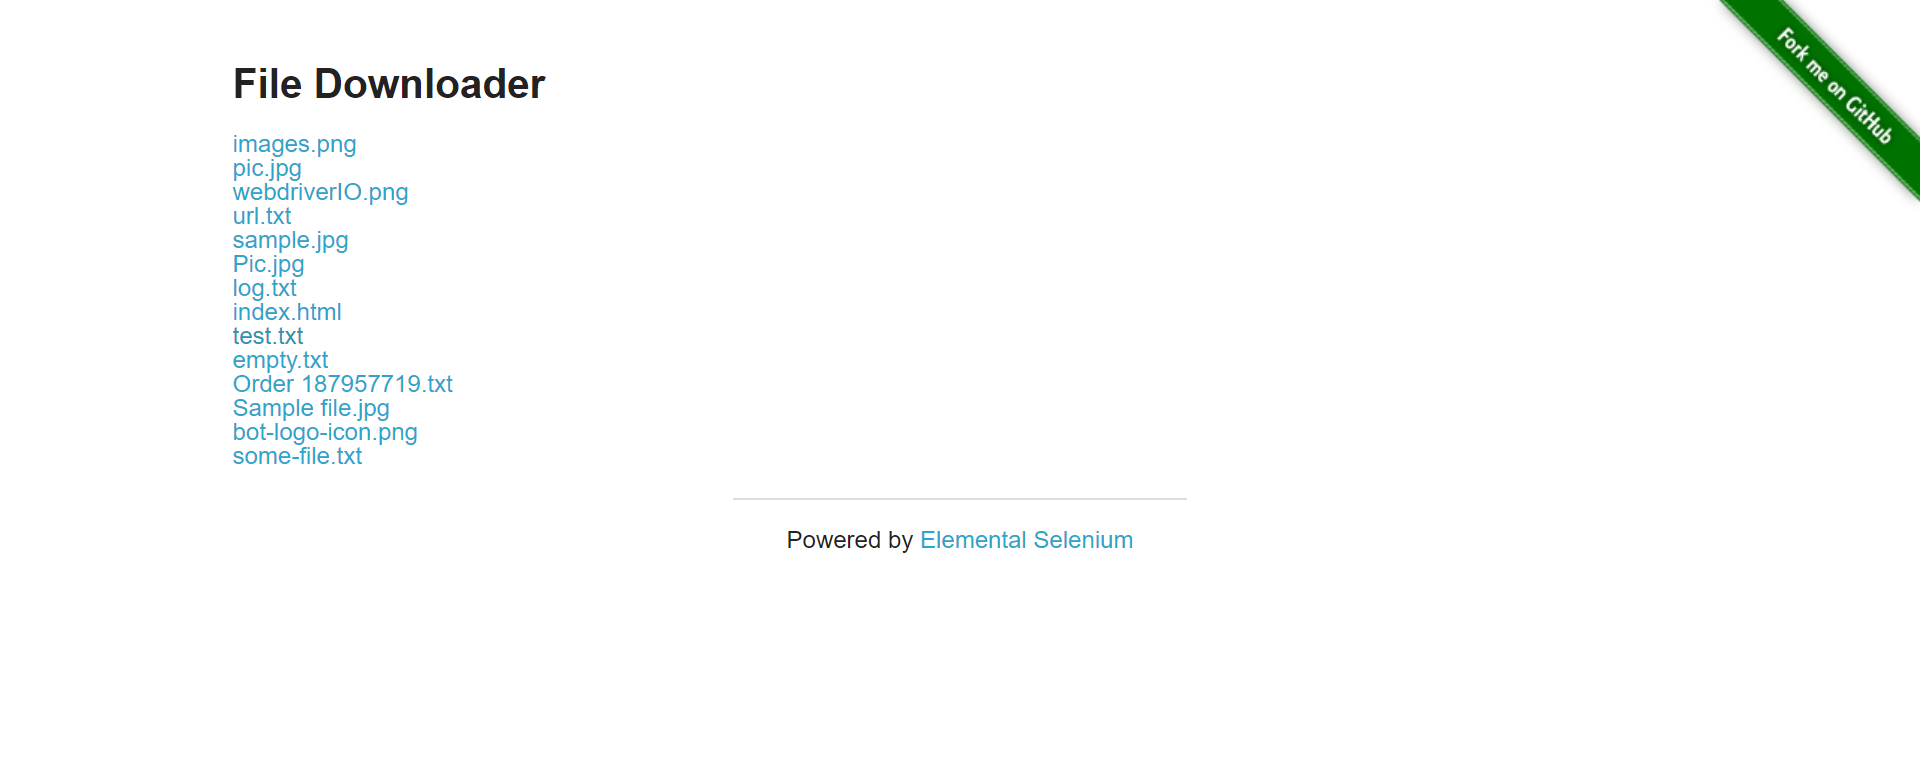 Fork me on GitHub
File Downloader
images.png
pic.jpg
webdriverIO.png
url.txt
sample.jpg
Pic.jpg
log.txt
index.html
test.txt
empty.txt
Order 187957719.txt
Sample file.jpg
bot-logo-icon.png
some-file.txt
Powered by Elemental Selenium